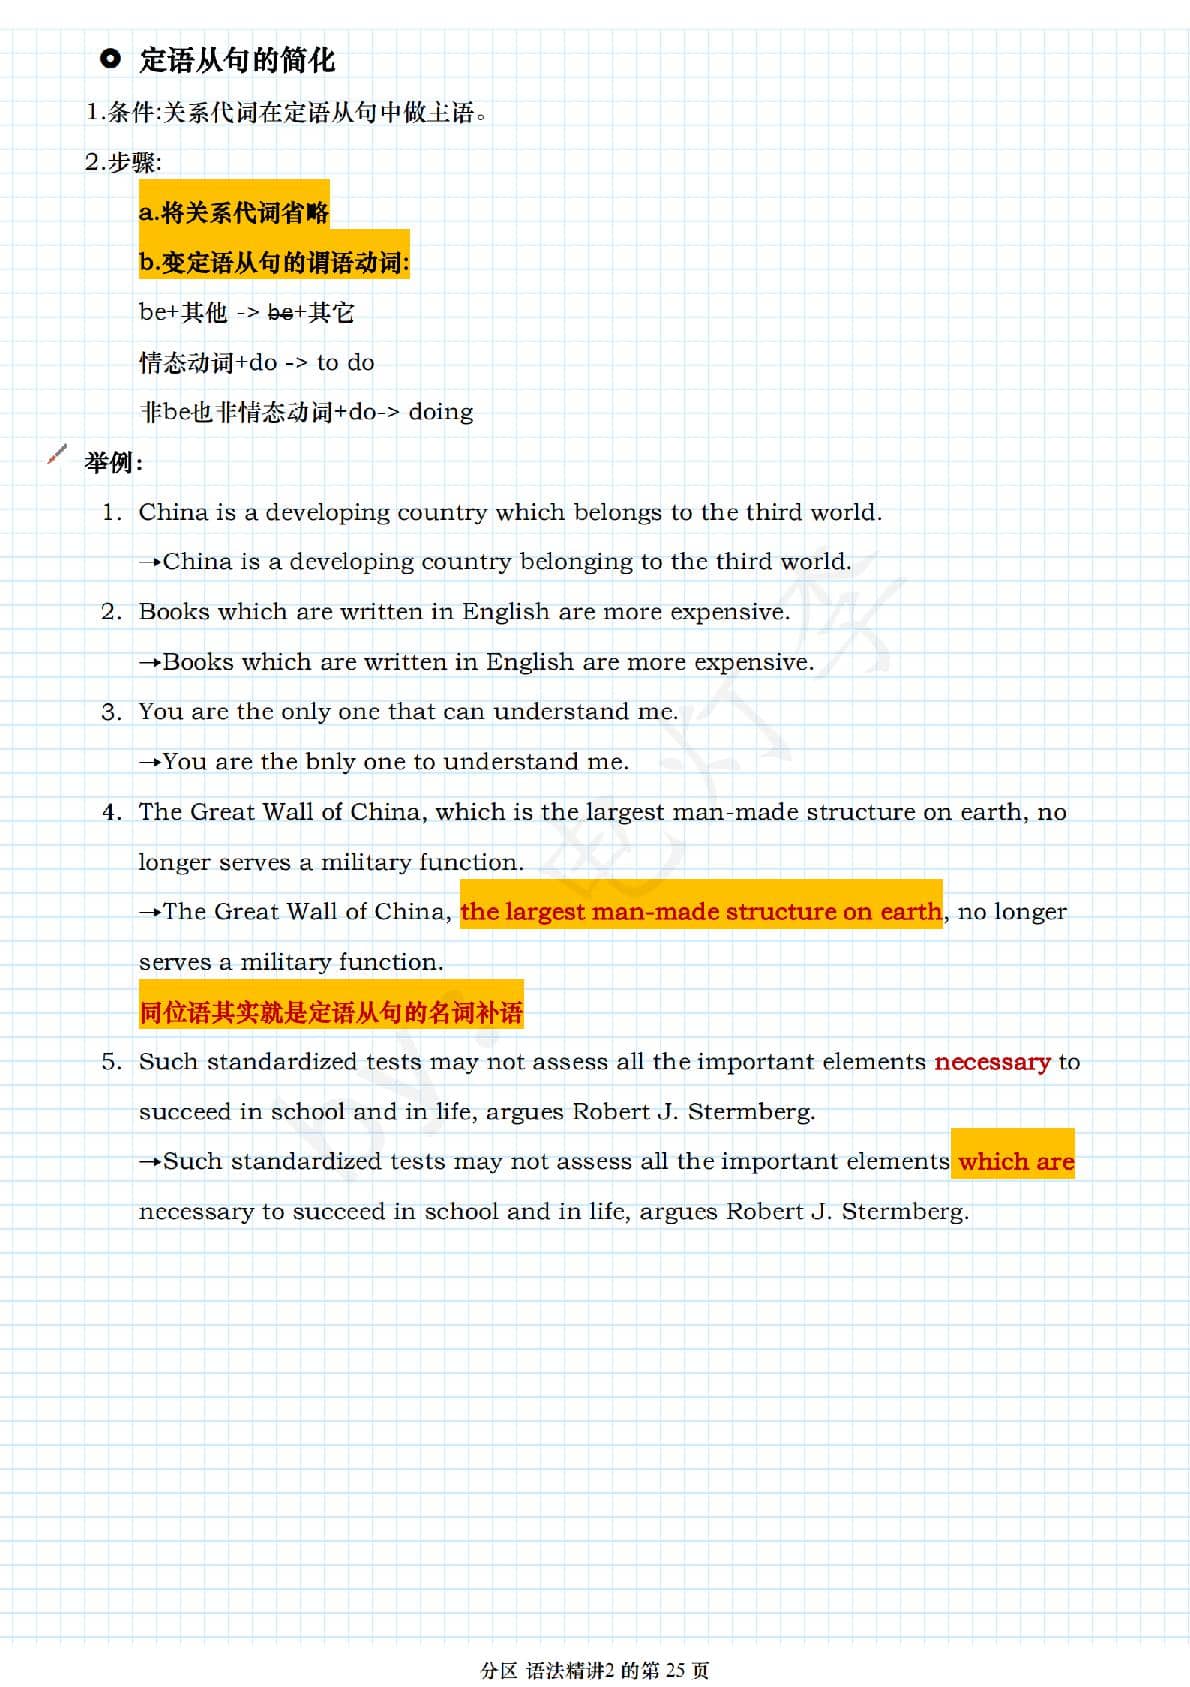 定语从句的简化
1.条件:关系代词在定语从句中做主语。
2.步骤:
a.将关系代词省略
b.变定语从句的谓语动词:
be+其他 -> be+其它
情态动词+do -> to do
非be也非情态动词+do-> doing
举例:
1. China is a developing country which belongs to the third world.
→China is a developing country belonging to the third world.
2. Books which are written in English are more expensive.
→Books which are written in English are more expensive.
3. You are the only one that can understand me.
→You are the bnly one to understand me.
4. The Great Wall of China, which is the largest man-made structure on earth, no
longer serves a military function.
→The Great Wall of China, the largest man-made structure on earth, no longer
serves a military function.
同位语其实就是定语从句的名词补语
5. Such standardized tests may not assess all the important elements necessary to
succeed in school and in life, argues Robert J. Stermberg.
→Such standardized tests may not assess all the important elements which are
necessary to succeed in school and in life, argues Robert J. Stermberg.
by:电灯李
分区 语法精讲2 的第 25 页